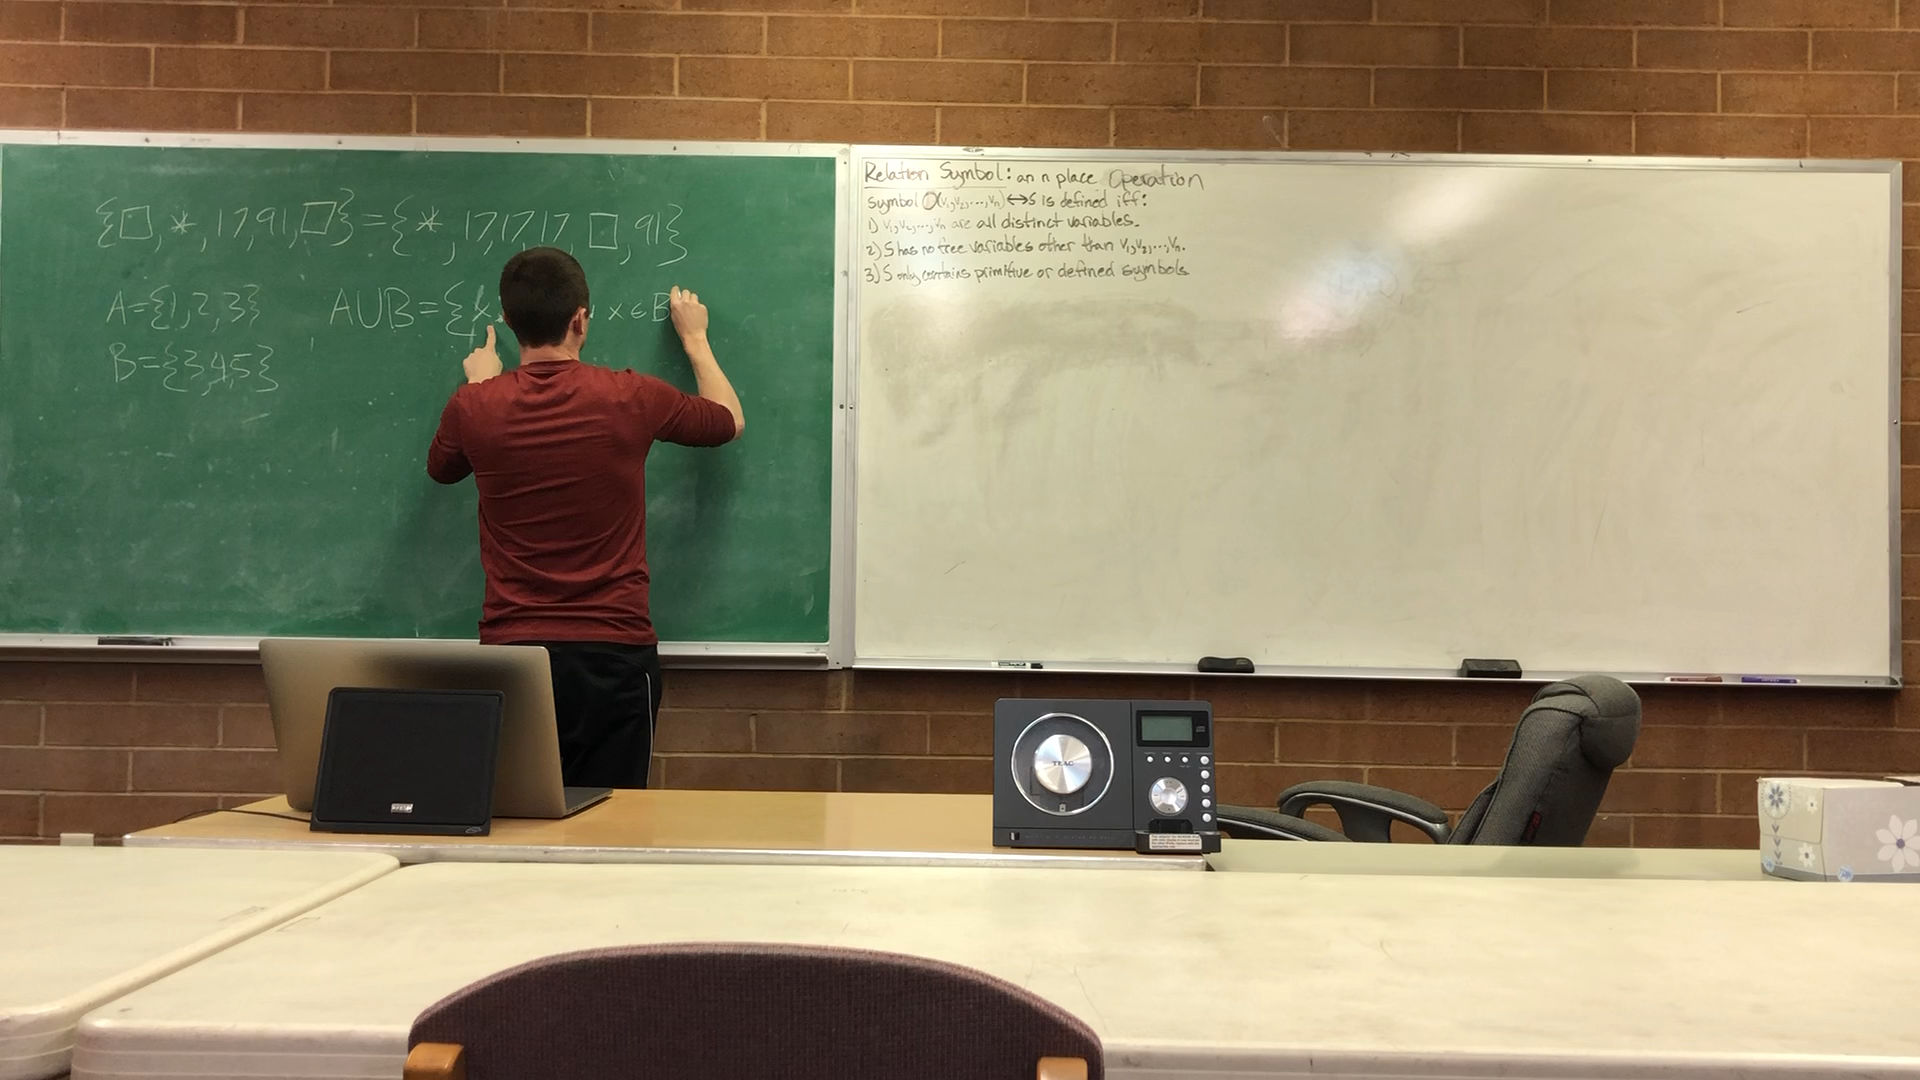 {□, *, 17, 91, □} = {*, 17, 17, 17, □, 91}
A={1,2,3}
A∪B={x x∈B
B={3,4,5}
Relation Symbol: an n place Operation
symbol O(v₁,v₂,...,vₙ)↔S is defined iff:
1) v₁,v₂,...,vₙ are all distinct variables.
2) S has no free variables other than v₁,v₂,...,vₙ.
3) S only contains primitive or defined symbols
TEAC